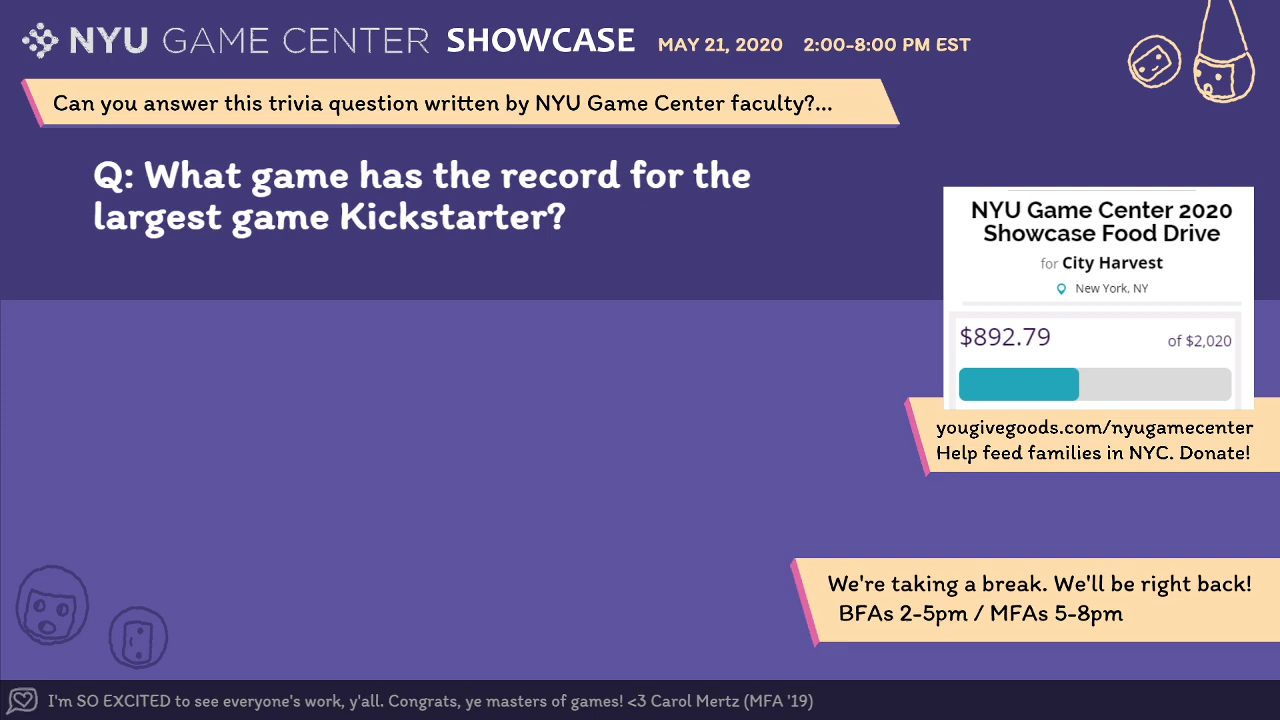 NYU GAME CENTER SHOWCASE MAY 21, 2020 2:00-8:00 PM EST
Can you answer this trivia question written by NYU Game Center faculty?...
Q: What game has the record for the
largest game Kickstarter?
NYU Game Center 2020
Showcase Food Drive
for City Harvest
New York, NY
$892.79 of $2,020
yougivegoods.com/nyugamecenter
Help feed families in NYC. Donate!
We're taking a break. We'll be right back!
BFAs 2-5pm / MFAs 5-8pm
I'm SO EXCITED to see everyone's work, y'all. Congrats, ye masters of games! <3 Carol Mertz (MFA '19)